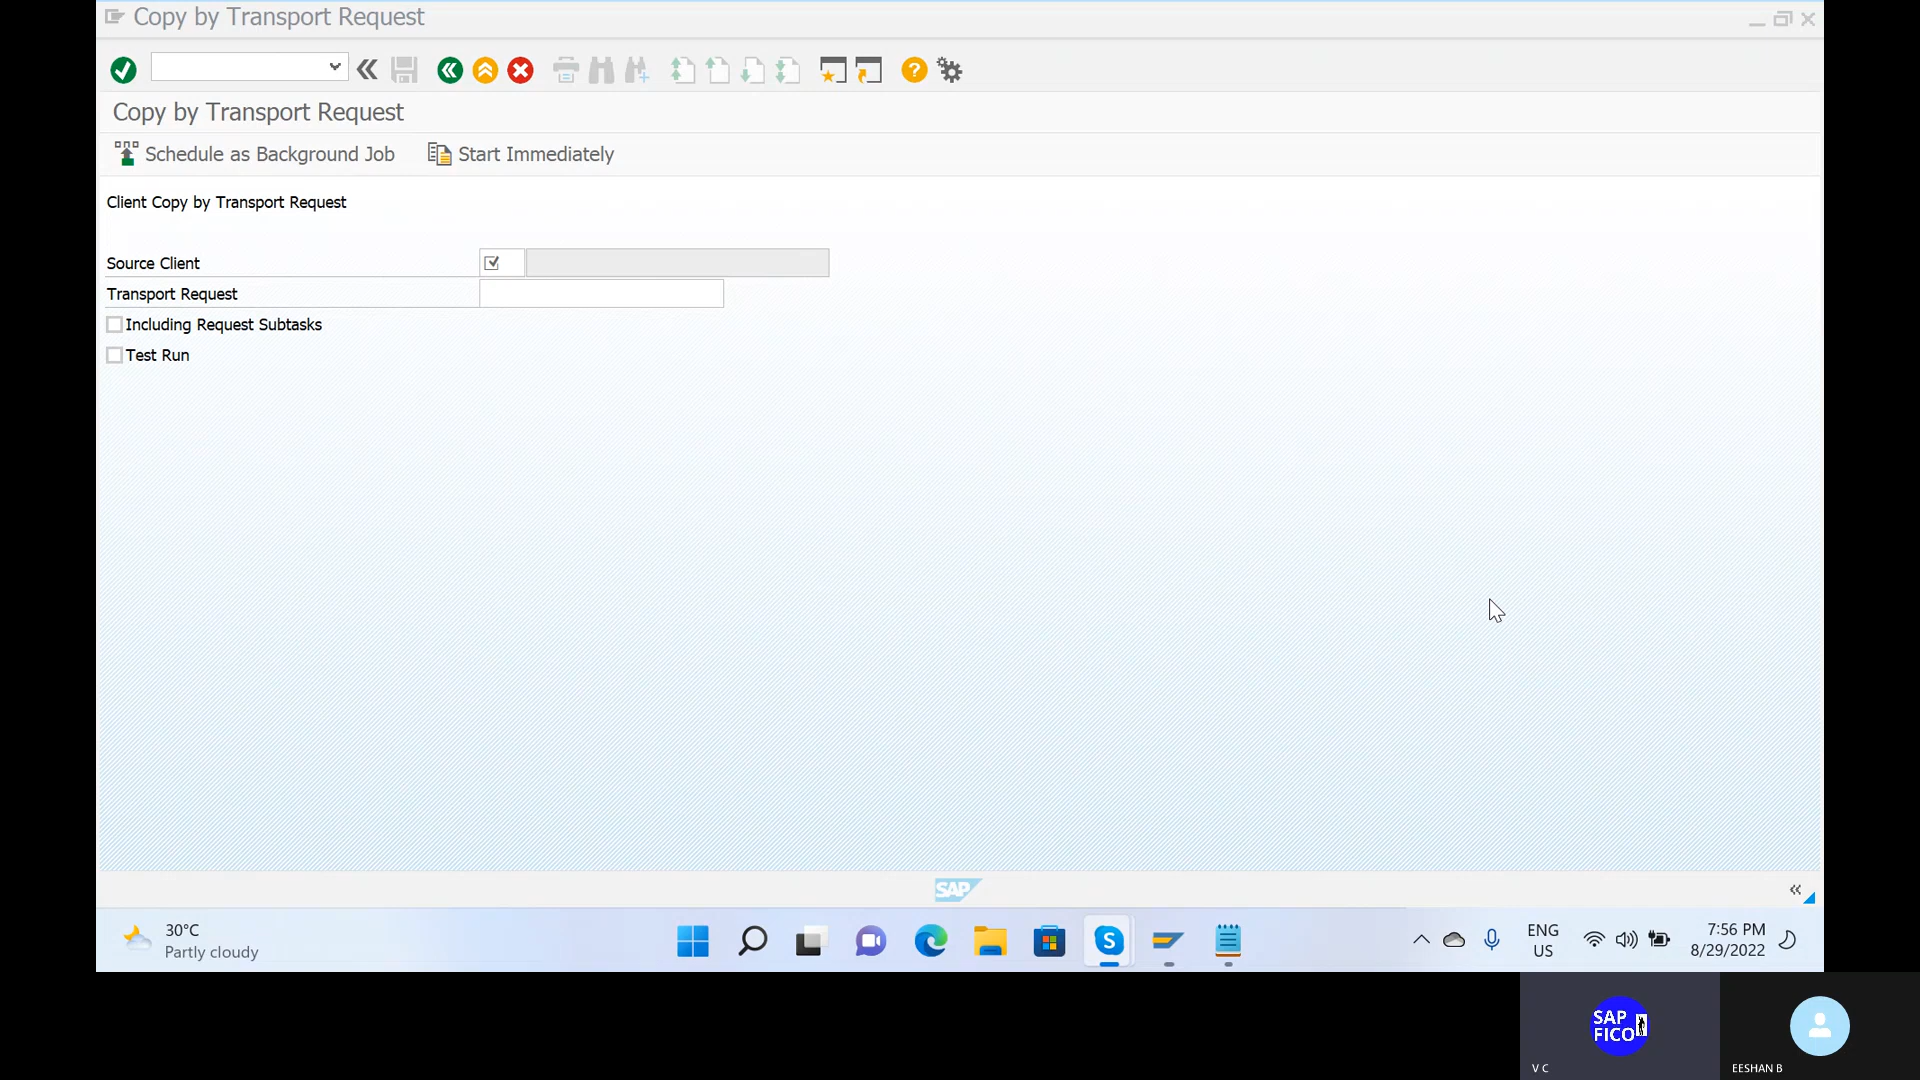 Copy by Transport Request
Copy by Transport Request
Schedule as Background Job Start Immediately
Client Copy by Transport Request
Source Client
Transport Request
Including Request Subtasks
Test Run
SAP
30°C
Partly cloudy
ENG
US
7:56 PM
8/29/2022
SAP
FICO
V C
EESHAN B